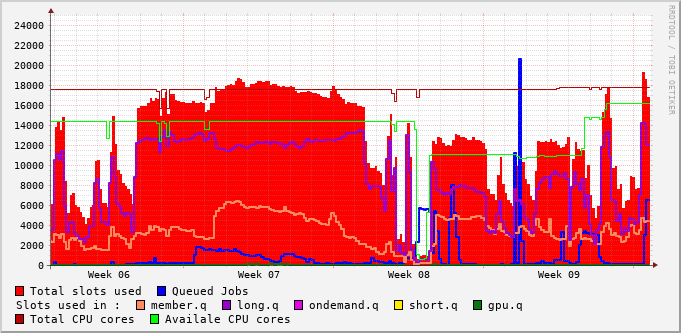 24000
22000
20000
18000
16000
14000
12000
10000
8000
6000
4000
2000
0
Week 06 Week 07 Week 08 Week 09
RRDTOOL / TOBI OETIKER
Total slots used Queued Jobs
Slots used in : member.q long.q ondemand.q short.q gpu.q
Total CPU cores Availale CPU cores